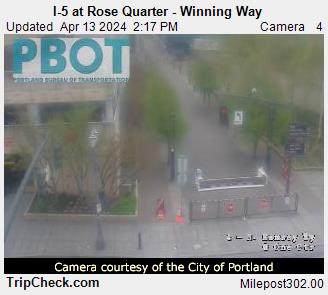 I-5 at Rose Quarter - Winning Way
Updated Apr 13 2024 2:17 PM Camera 4
PBOT
PORTLAND BUREAU OF TRANSPORTATION
Camera courtesy of the City of Portland
TripCheck.com Milepost302.00